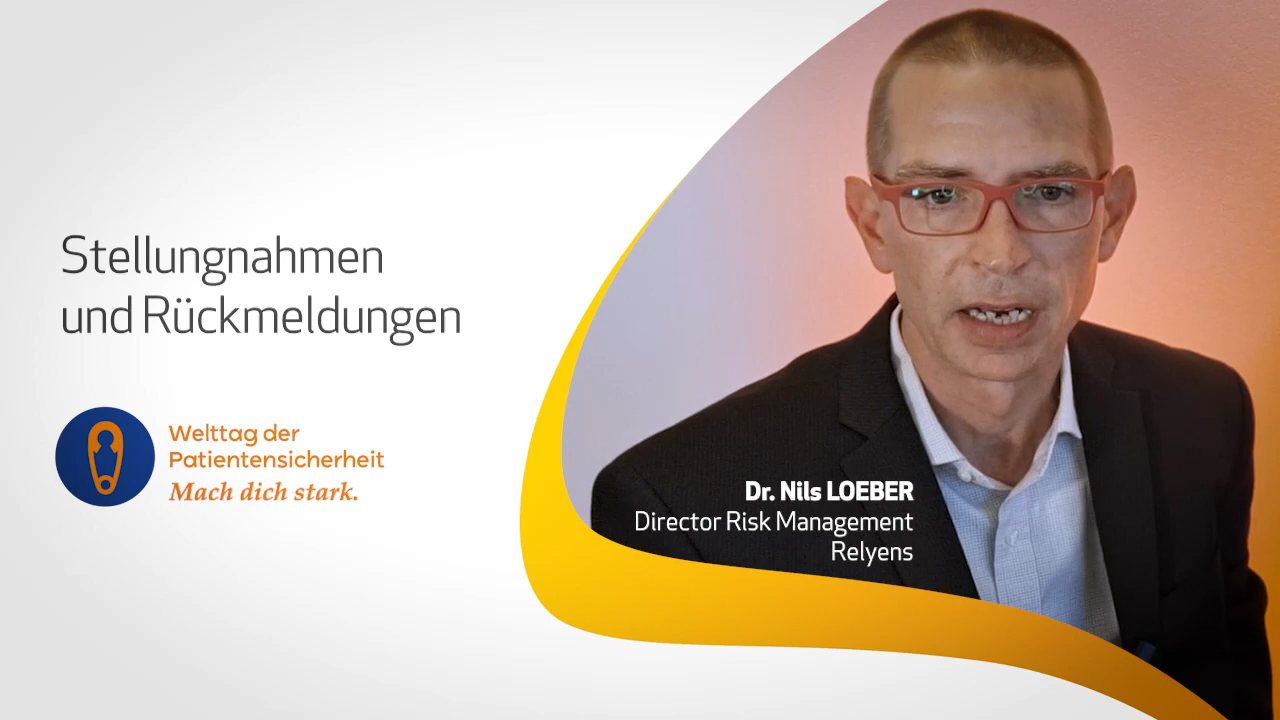 Stellungnahmen
und Rückmeldungen
Welttag der
Patientensicherheit
Mach dich stark.
Dr. Nils LOEBER
Director Risk Management
Relyens